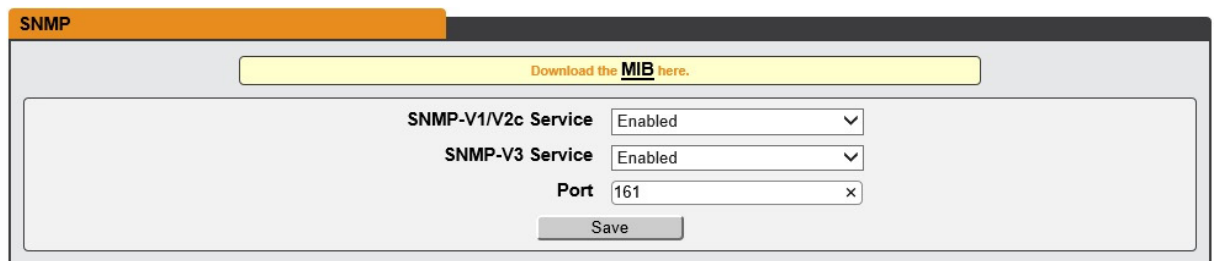 SNMP
Download the MIB here.
SNMP-V1/V2c Service Enabled
SNMP-V3 Service Enabled
Port 161 ×
Save